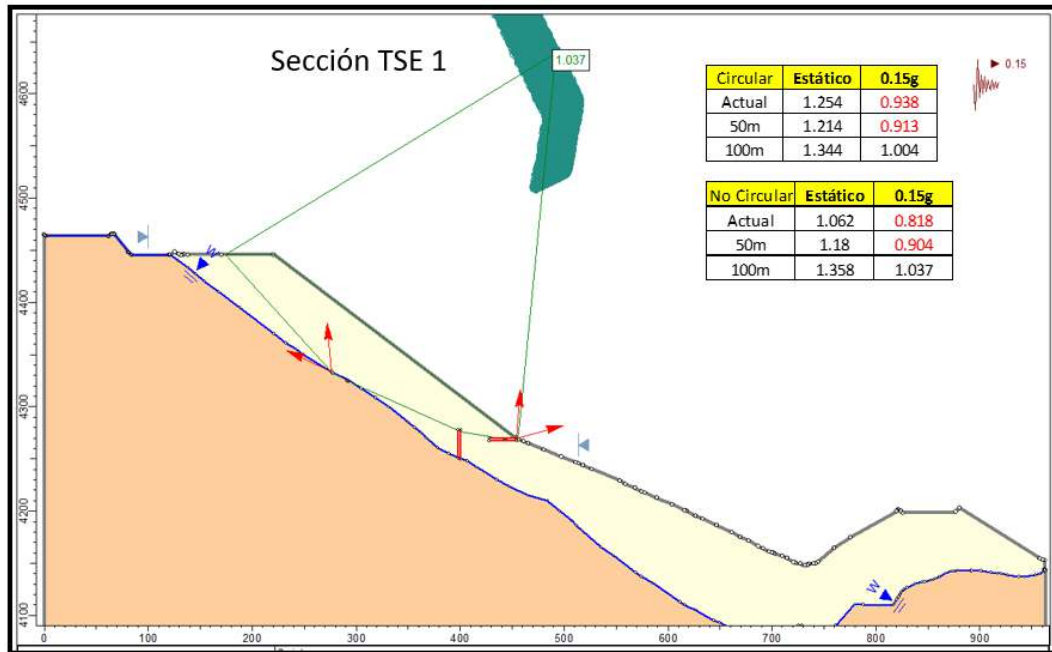 Sección TSE 1
1.037
0.15
Circular Estático 0.15g
Actual 1.254 0.938
50m 1.214 0.913
100m 1.344 1.004
No Circular Estático 0.15g
Actual 1.062 0.818
50m 1.18 0.904
100m 1.358 1.037
4600
4500
4400
4300
4200
4100
W
W
0 100 200 300 400 500 600 700 800 900